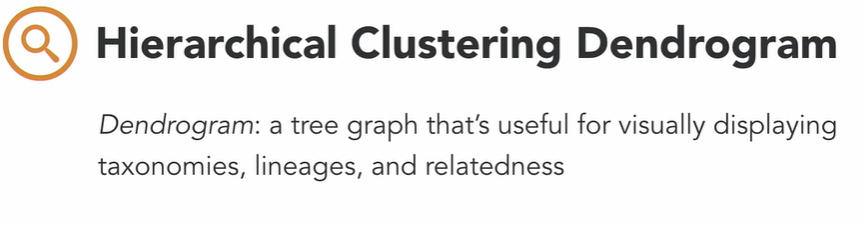 Hierarchical Clustering Dendrogram
Dendrogram: a tree graph that's useful for visually displaying
taxonomies, lineages, and relatedness